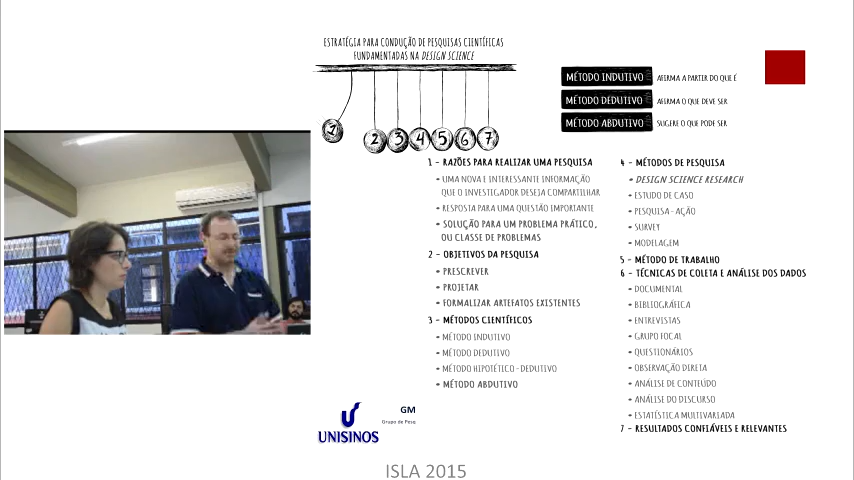 ESTRATÉGIA PARA CONDUÇÃO DE PESQUISAS CIENTÍFICAS
FUNDAMENTADAS NA DESIGN SCIENCE
1 2 3 4 5 6 7
MÉTODO INDUTIVO AFIRMA A PARTIR DO QUE É
MÉTODO DEDUTIVO AFIRMA O QUE DEVE SER
MÉTODO ABDUTIVO SUGERE O QUE PODE SER
1 - RAZÕES PARA REALIZAR UMA PESQUISA
• UMA NOVA E INTERESSANTE INFORMAÇÃO
QUE O INVESTIGADOR DESEJA COMPARTILHAR
• RESPOSTA PARA UMA QUESTÃO IMPORTANTE
• SOLUÇÃO PARA UM PROBLEMA PRÁTICO,
OU CLASSE DE PROBLEMAS
2 - OBJETIVOS DA PESQUISA
• PRESCREVER
• PROJETAR
• FORMALIZAR ARTEFATOS EXISTENTES
3 - MÉTODOS CIENTÍFICOS
• MÉTODO INDUTIVO
• MÉTODO DEDUTIVO
• MÉTODO HIPOTÉTICO - DEDUTIVO
• MÉTODO ABDUTIVO
4 - MÉTODOS DE PESQUISA
• DESIGN SCIENCE RESEARCH
• ESTUDO DE CASO
• PESQUISA - AÇÃO
• SURVEY
• MODELAGEM
5 - MÉTODO DE TRABALHO
6 - TÉCNICAS DE COLETA E ANÁLISE DOS DADOS
• DOCUMENTAL
• BIBLIOGRÁFICA
• ENTREVISTAS
• GRUPO FOCAL
• QUESTIONÁRIOS
• OBSERVAÇÃO DIRETA
• ANÁLISE DE CONTEÚDO
• ANÁLISE DO DISCURSO
• ESTATÍSTICA MULTIVARIADA
7 - RESULTADOS CONFIÁVEIS E RELEVANTES
UNISINOS
GM
Grupo de Pesq
ISLA 2015